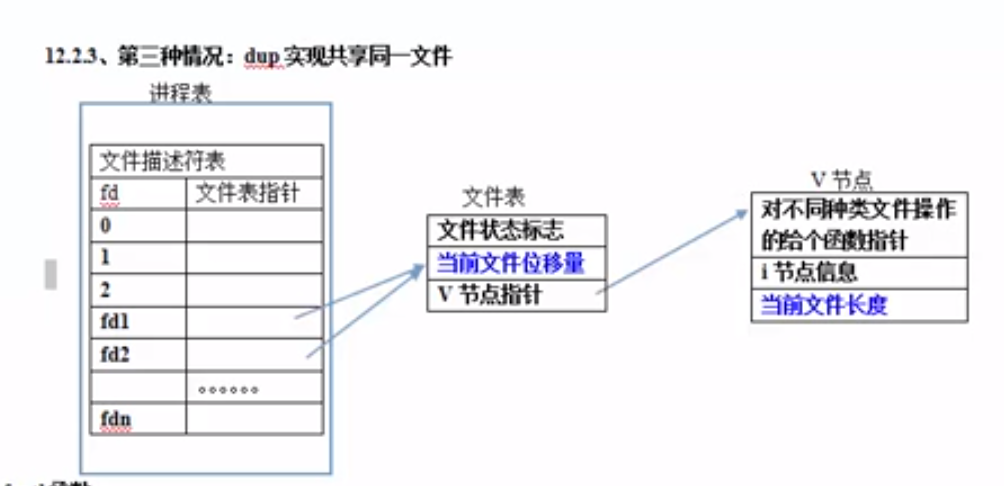 12.2.3、第三种情况：dup 实现共享同一文件
进程表
文件描述符表
fd 文件表指针
0
1
2
fd1
fd2
。。。。。。
fdn
文件表
文件状态标志
当前文件位移量
V 节点指针
V 节点
对不同种类文件操作
的给个函数指针
i 节点信息
当前文件长度